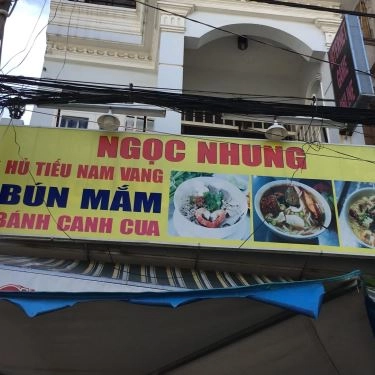 NGỌC NHUNG
HỦ TIẾU NAM VANG
BÚN MẮM
BÁNH CANH CUA